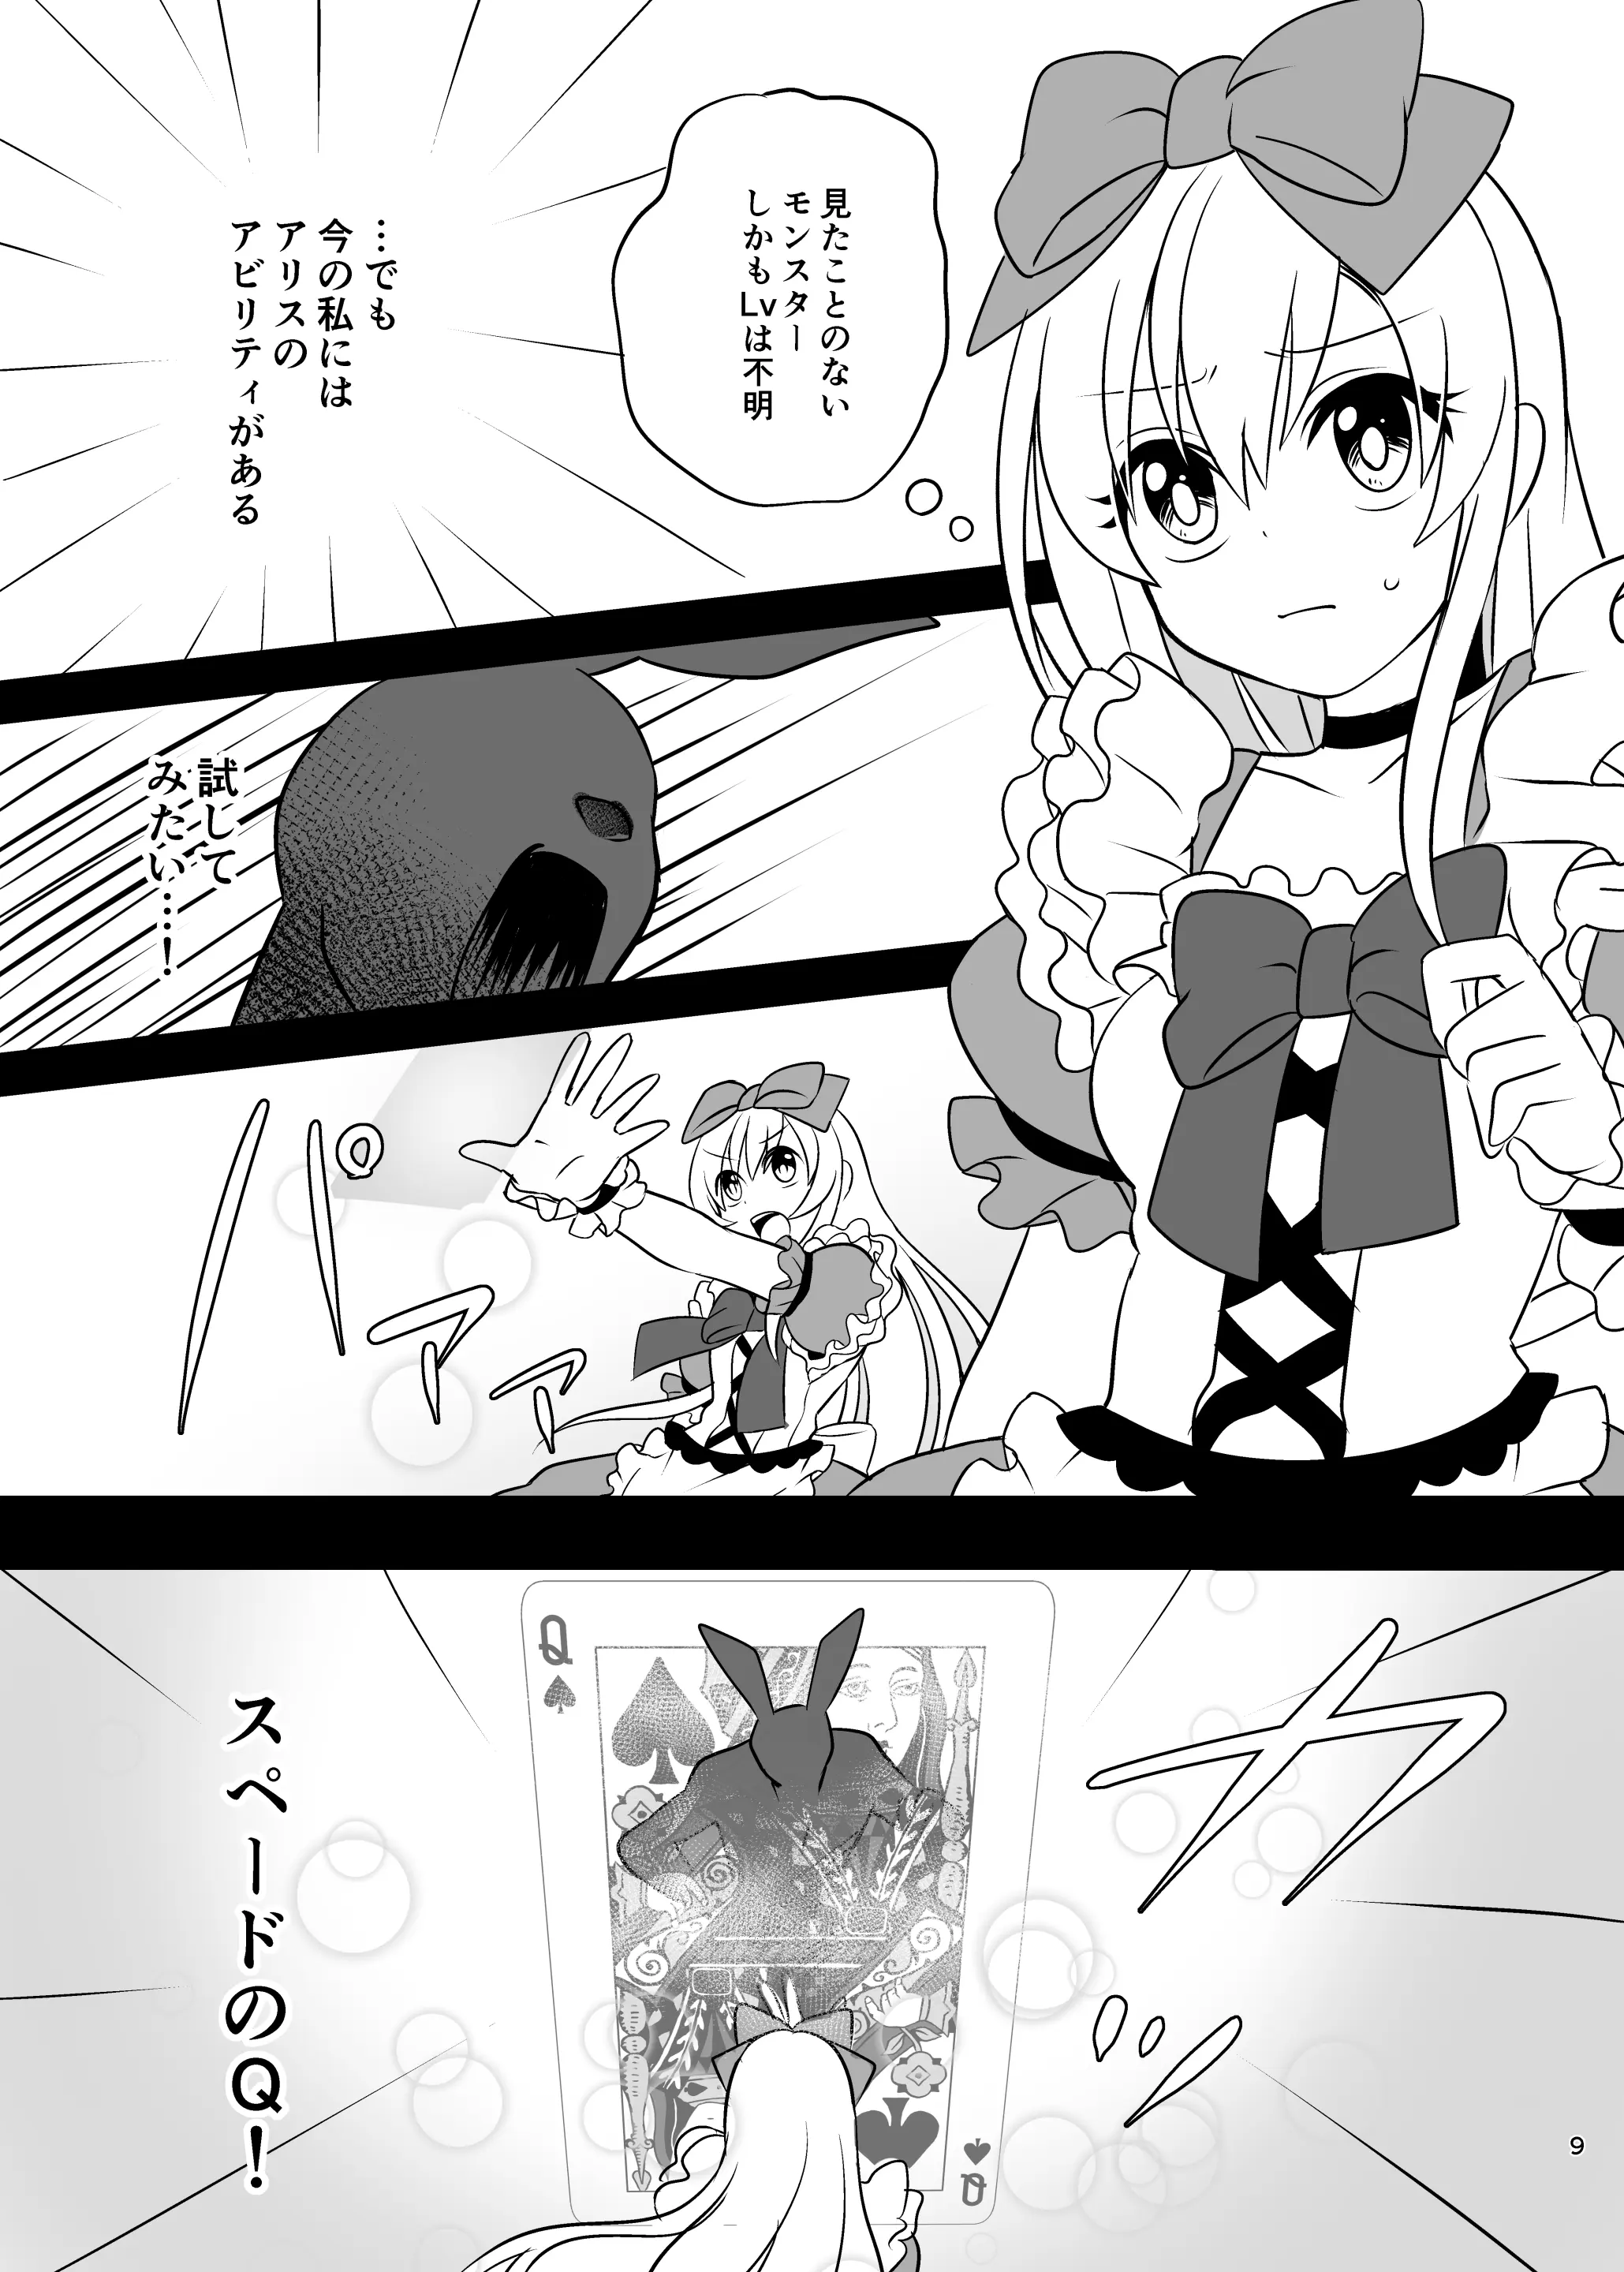 見たことのない
モンスター
しかもLvは不明
…でも
今の私には
アリスの
アビリティがある
試して
みたい……！
パァァ
カッ
スペードのQ！
Q
Q
9